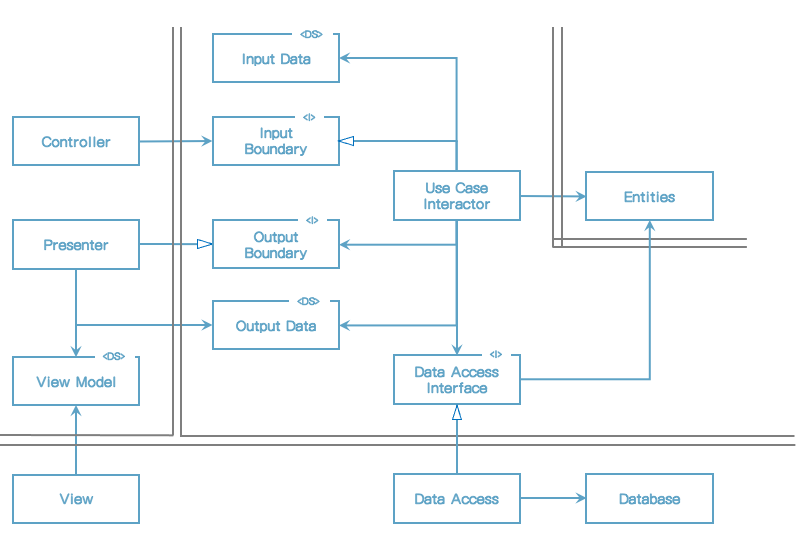 <DS>
Input Data
<I>
Controller
Input
Boundary
Use Case
Interactor
Entities
<I>
Presenter
Output
Boundary
<DS>
Output Data
<DS>
View Model
<I>
Data Access
Interface
View
Data Access
Database